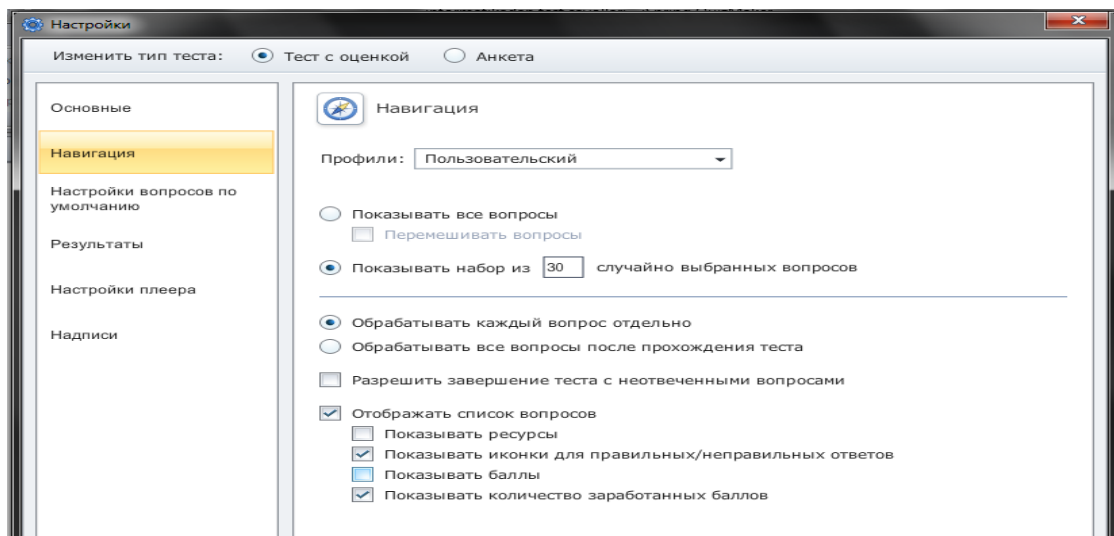 Настройки
Изменить тип теста: Тест с оценкой Анкета
Основные
Навигация
Настройки вопросов по
умолчанию
Результаты
Настройки плеера
Надписи
Навигация
Профили: Пользовательский
Показывать все вопросы
Перемешивать вопросы
Показывать набор из 30 случайно выбранных вопросов
Обрабатывать каждый вопрос отдельно
Обрабатывать все вопросы после прохождения теста
Разрешить завершение теста с неотвеченными вопросами
Отображать список вопросов
Показывать ресурсы
Показывать иконки для правильных/неправильных ответов
Показывать баллы
Показывать количество заработанных баллов